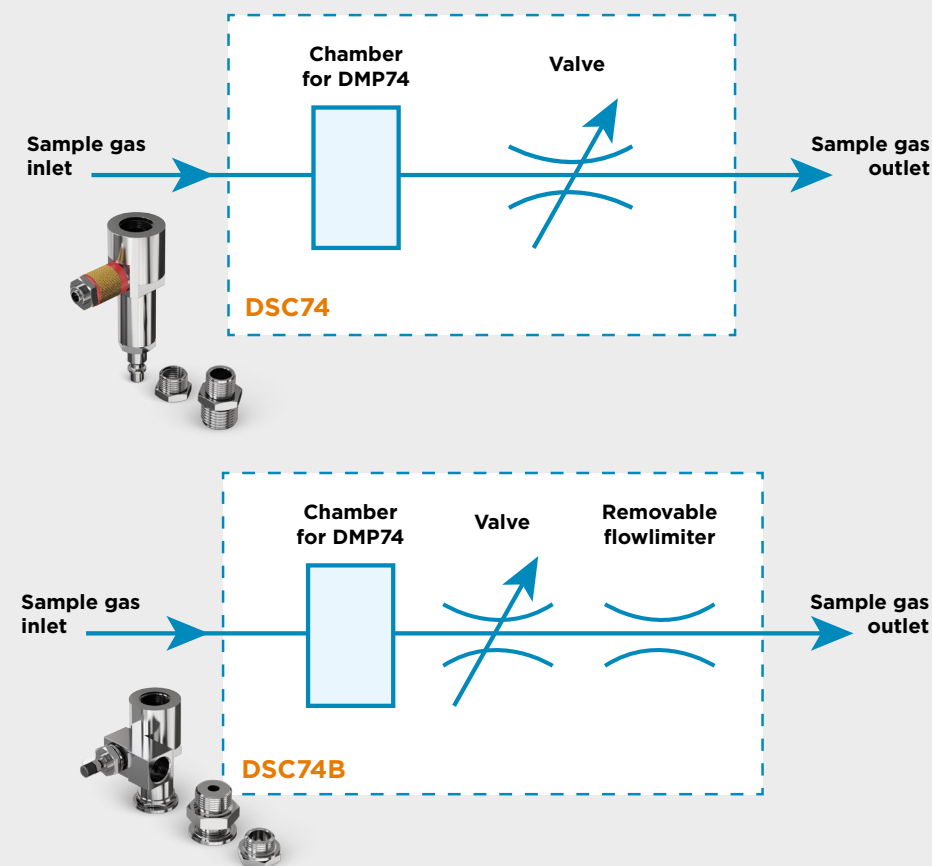 Chamber
for DMP74
Valve
Sample gas
inlet
Sample gas
outlet
DSC74
Chamber
for DMP74
Valve
Removable
flowlimiter
Sample gas
inlet
Sample gas
outlet
DSC74B